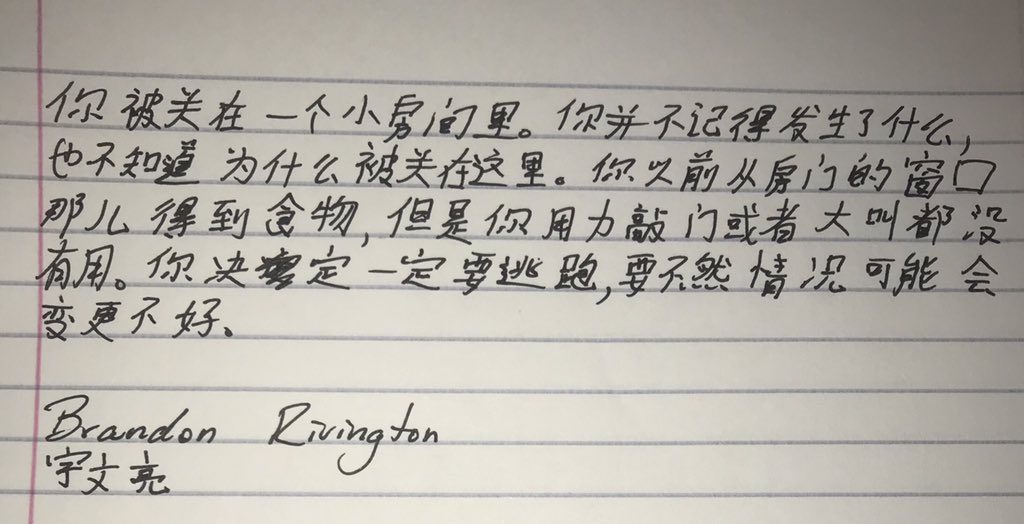 你被关在一个小房间里。你并不记得发生了什么,
也不知道为什么被关在这里。你以前从房门的窗口
那儿得到食物,但是你用力敲门或者大叫都没
有用。你决定一定要逃跑,要不然情况可能会
变更不好。
Brandon Rivington
宇文亮